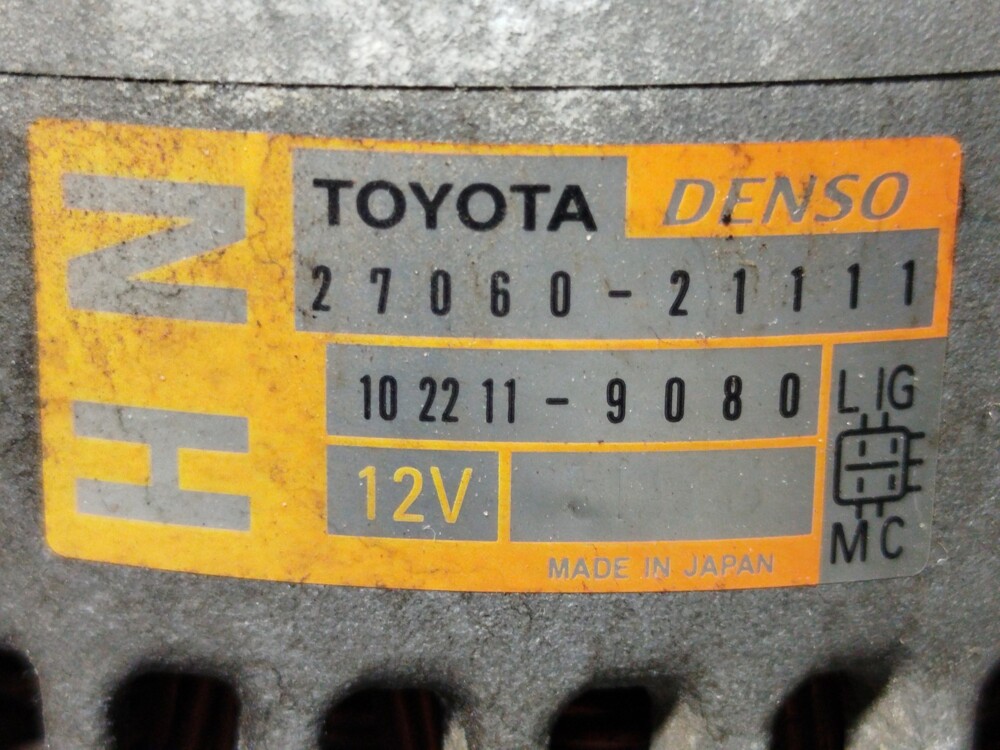 HN
TOYOTA DENSO
27060-21111
102211-9080
L IG
12V
M C
MADE IN JAPAN